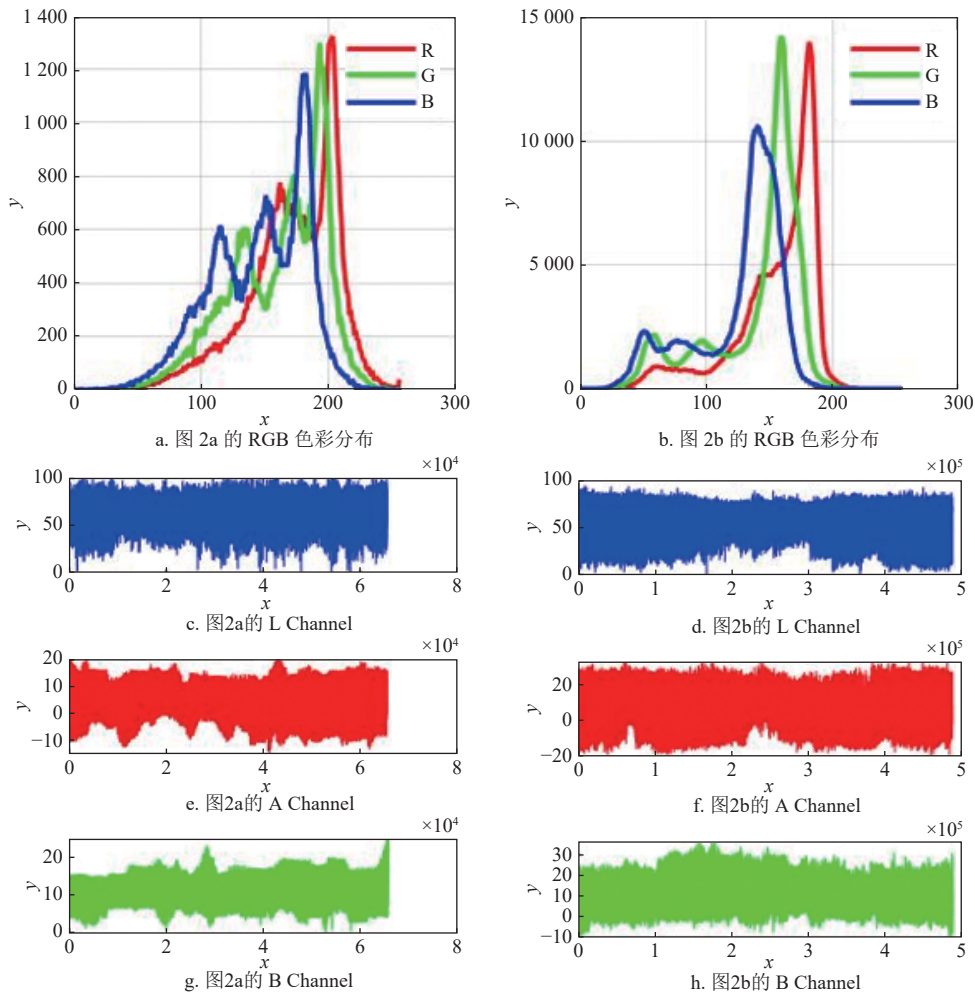 1 400
1 200
1 000
800
600
400
200
0
y
R
G
B
0 100 200 300
x
a. 图 2a 的 RGB 色彩分布
15 000
10 000
5 000
0
y
R
G
B
0 100 200 300
x
b. 图 2b 的 RGB 色彩分布
×10⁴
100
50
0
y
0 2 4 6 8
x
c. 图2a的 L Channel
×10⁵
100
50
0
y
0 1 2 3 4 5
x
d. 图2b的 L Channel
×10⁴
20
10
0
−10
y
0 2 4 6 8
x
e. 图2a的 A Channel
×10⁵
20
0
−20
y
0 1 2 3 4 5
x
f. 图2b的 A Channel
×10⁴
20
10
0
y
0 2 4 6 8
x
g. 图2a的 B Channel
×10⁵
30
20
10
0
−10
y
0 1 2 3 4 5
x
h. 图2b的 B Channel